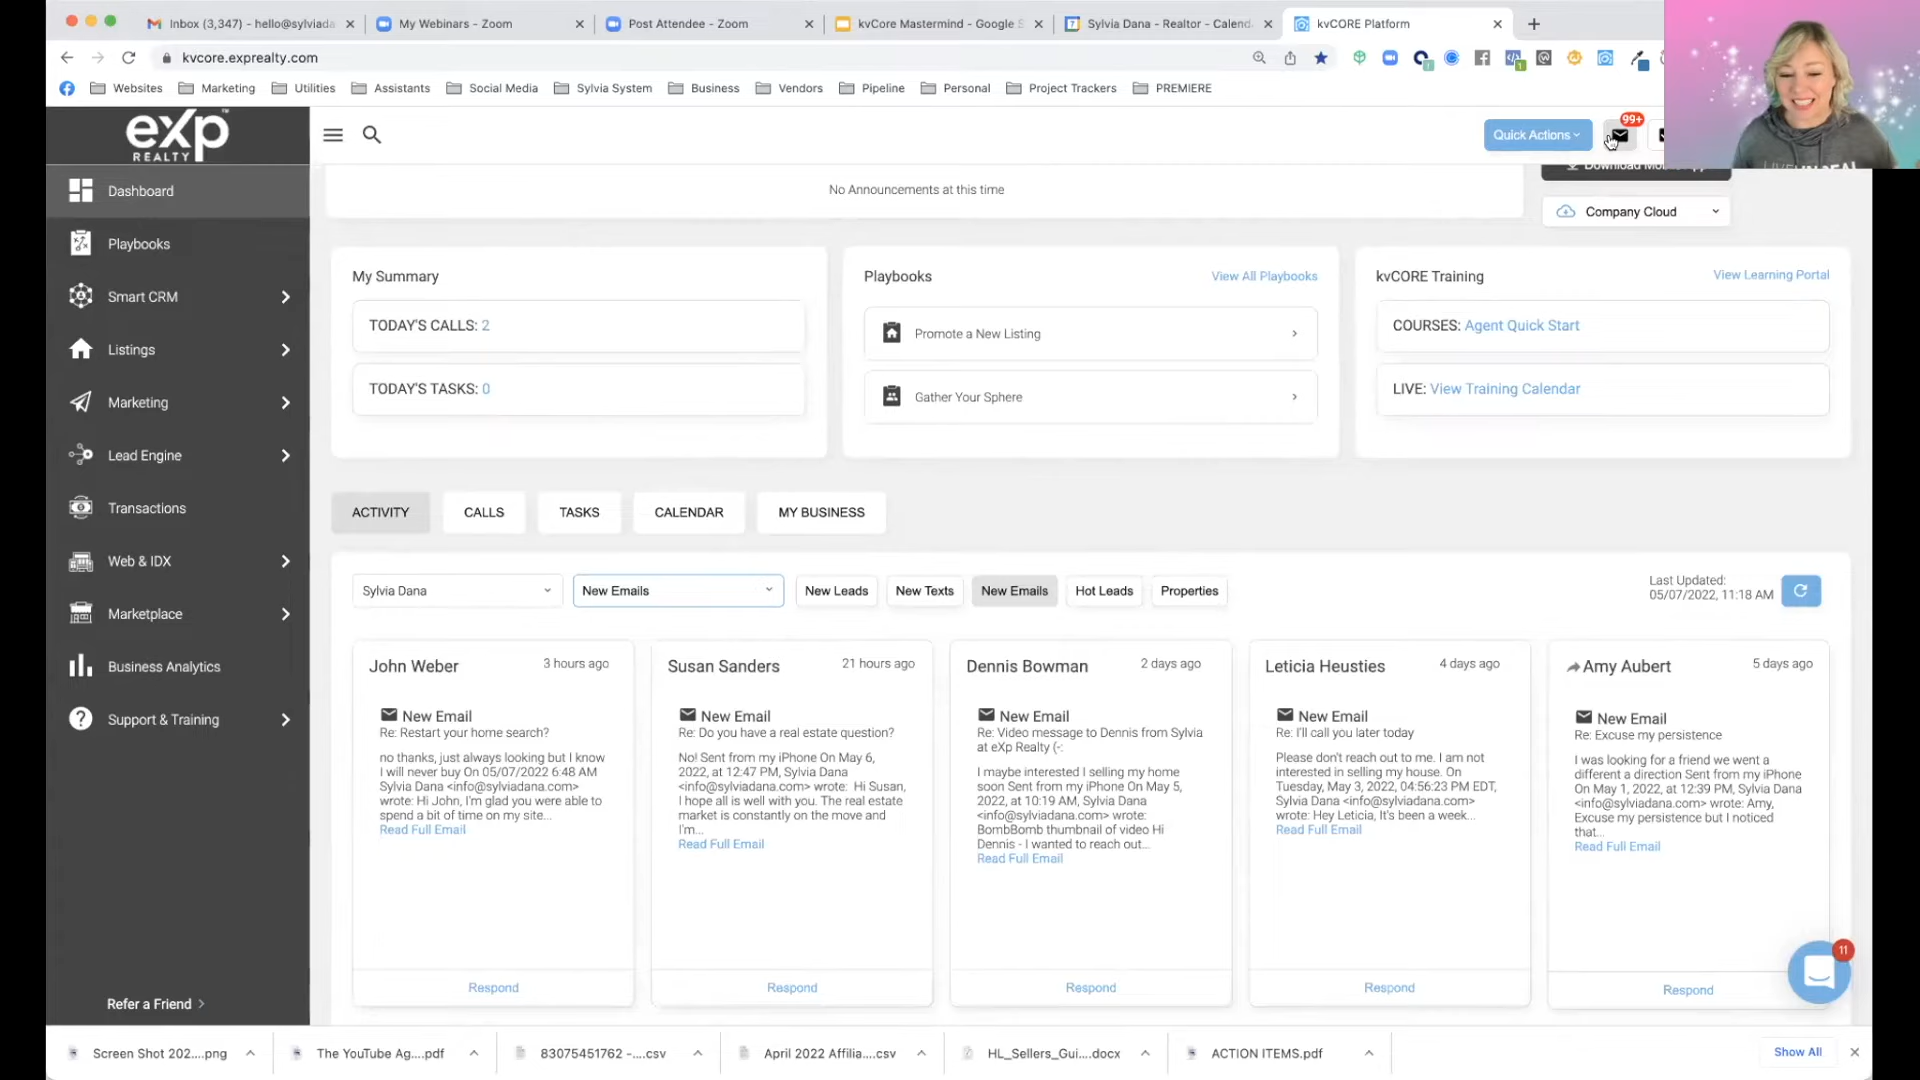 Inbox (3,347) - hello@sylviada
My Webinars - Zoom
Post Attendee - Zoom
kvCore Mastermind - Google S
Sylvia Dana - Realtor - Calend
kvCORE Platform
kvcore.exprealty.com
Websites Marketing Utilities Assistants Social Media Sylvia System Business Vendors Pipeline Personal Project Trackers PREMIERE
eXp
REALTY
Quick Actions
99+
Dashboard
Playbooks
Smart CRM
Listings
Marketing
Lead Engine
Transactions
Web & IDX
Marketplace
Business Analytics
Support & Training
Refer a Friend
No Announcements at this time
Company Cloud
My Summary
TODAY'S CALLS: 2
TODAY'S TASKS: 0
Playbooks
View All Playbooks
Promote a New Listing
Gather Your Sphere
kvCORE Training
View Learning Portal
COURSES: Agent Quick Start
LIVE: View Training Calendar
ACTIVITY CALLS TASKS CALENDAR MY BUSINESS
Sylvia Dana
New Emails
New Leads New Texts New Emails Hot Leads Properties
Last Updated:
05/07/2022, 11:18 AM
John Weber
3 hours ago
New Email
Re: Restart your home search?
no thanks, just always looking but I know
I will never buy On 05/07/2022 6:48 AM
Sylvia Dana <info@sylviadana.com>
wrote: Hi John, I'm glad you were able to
spend a bit of time on my site...
Read Full Email
Respond
Susan Sanders
21 hours ago
New Email
Re: Do you have a real estate question?
No! Sent from my iPhone On May 6,
2022, at 12:47 PM, Sylvia Dana
<info@sylviadana.com> wrote: Hi Susan,
I hope all is well with you. The real estate
market is constantly on the move and
I'm...
Read Full Email
Respond
Dennis Bowman
2 days ago
New Email
Re: Video message to Dennis from Sylvia
at eXp Realty (-:
I maybe interested I selling my home
soon Sent from my iPhone On May 5,
2022, at 10:19 AM, Sylvia Dana
<info@sylviadana.com> wrote:
BombBomb thumbnail of video Hi
Dennis - I wanted to reach out...
Read Full Email
Respond
Leticia Heusties
4 days ago
New Email
Re: I'll call you later today
Please don't reach out to me. I am not
interested in selling my house. On
Tuesday, May 3, 2022, 04:56:23 PM EDT,
Sylvia Dana <info@sylviadana.com>
wrote: Hey Leticia, It's been a week...
Read Full Email
Respond
Amy Aubert
5 days ago
New Email
Re: Excuse my persistence
I was looking for a friend we went a
different a direction Sent from my iPhone
On May 1, 2022, at 12:39 PM, Sylvia Dana
<info@sylviadana.com> wrote: Amy,
Excuse my persistence but I noticed
that...
Read Full Email
Respond
11
Screen Shot 202....png
The YouTube Ag....pdf
83075451762 -....csv
April 2022 Affilia....csv
HL_Sellers_Gui....docx
ACTION ITEMS.pdf
Show All